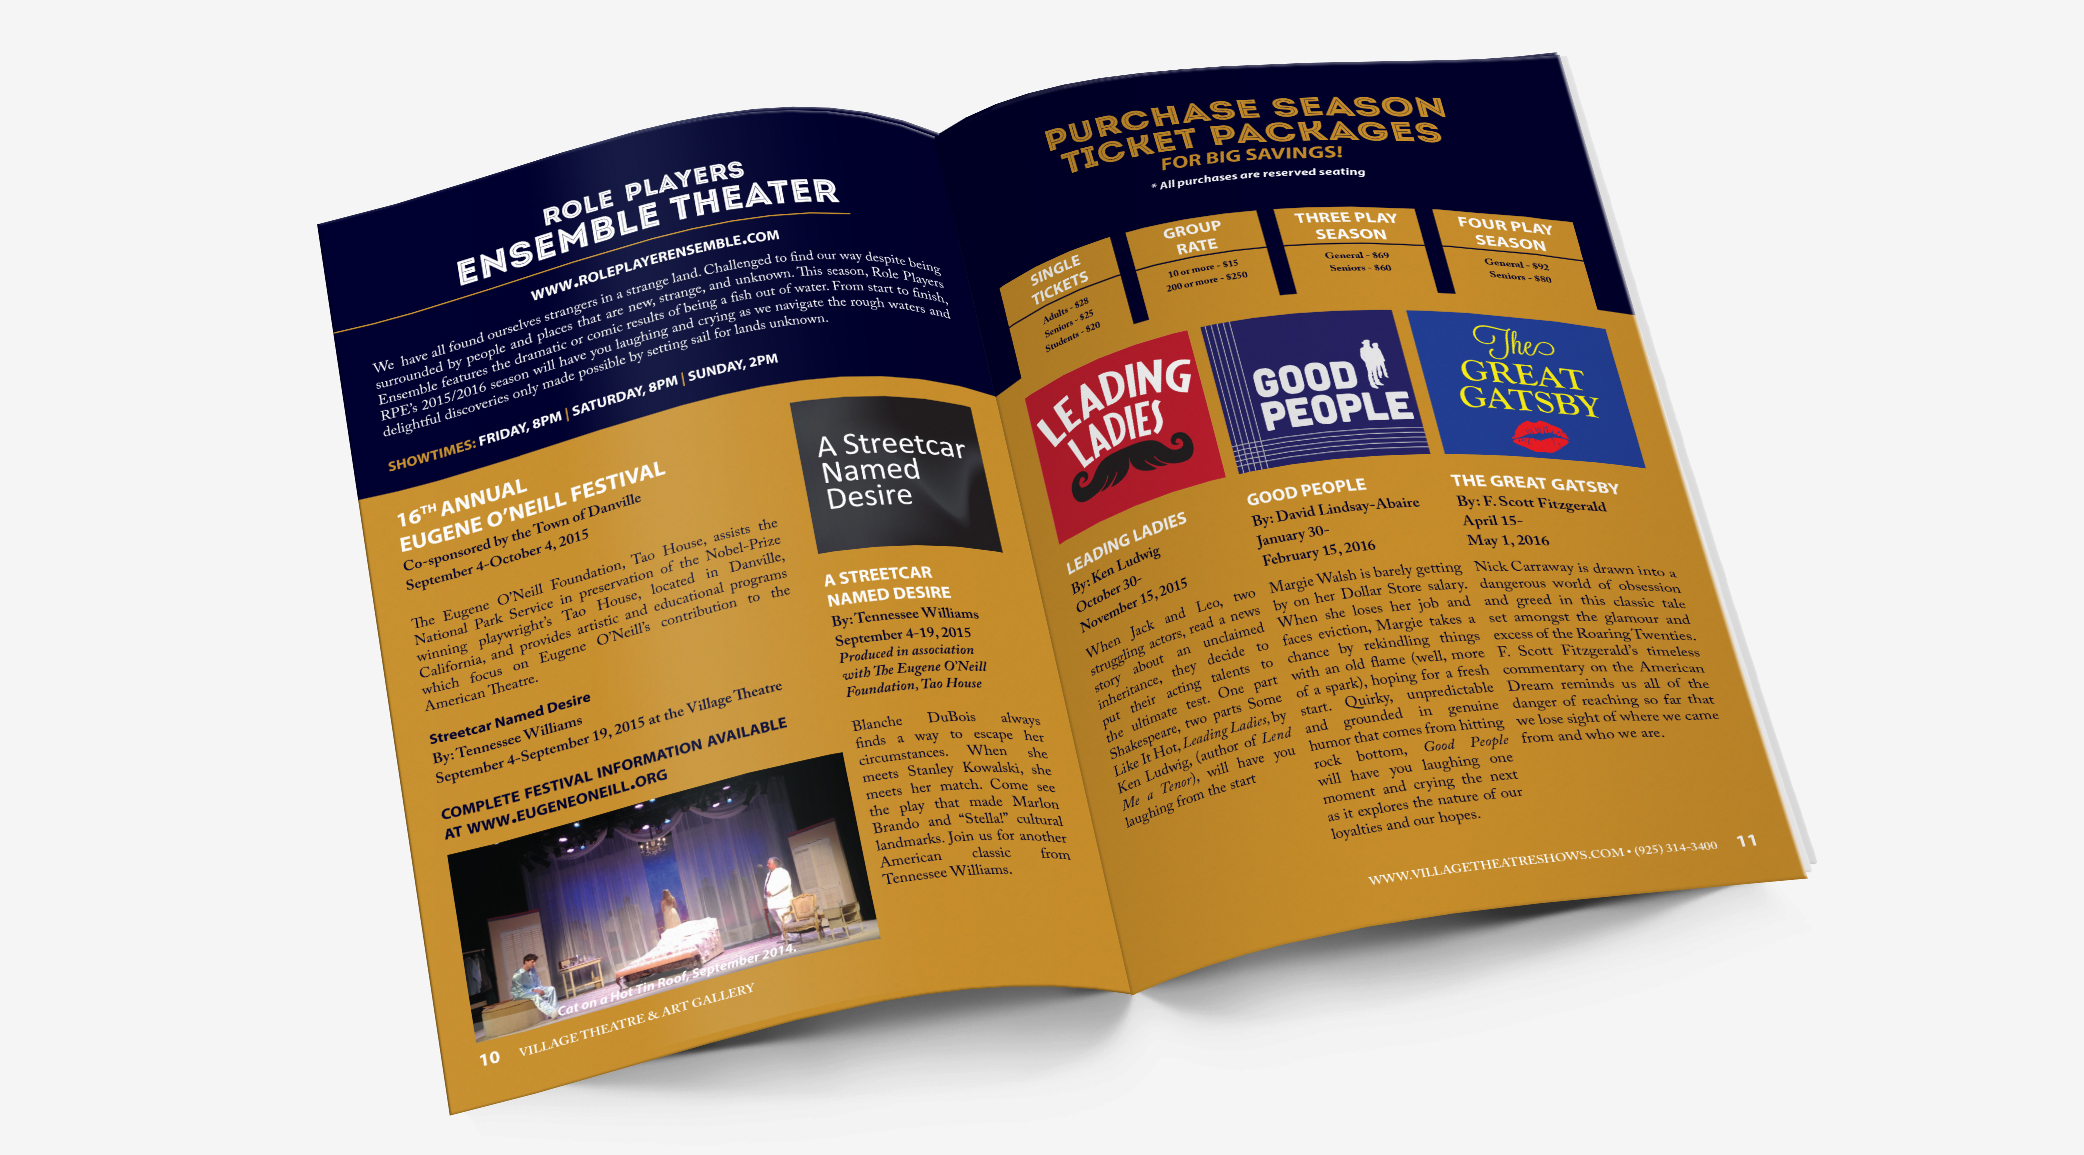 ROLE PLAYERS
ENSEMBLE THEATER
WWW.ROLEPLAYERENSEMBLE.COM
We have all found ourselves strangers in a strange land. Challenged to find our way despite being
surrounded by people and places that are new, strange, and unknown. This season, Role Players
Ensemble features the dramatic or comic results of being a fish out of water. From start to finish,
RPE's 2015/2016 season will have you laughing and crying as we navigate the rough waters and
delightful discoveries only made possible by setting sail for lands unknown.
SHOWTIMES: FRIDAY, 8PM | SATURDAY, 8PM | SUNDAY, 2PM
16TH ANNUAL
EUGENE O'NEILL FESTIVAL
Co-sponsored by the Town of Danville
September 4-October 4, 2015
The Eugene O'Neill Foundation, Tao House, assists the
National Park Service in preservation of the Nobel-Prize
winning playwright's Tao House, located in Danville,
California, and provides artistic and educational programs
which focus on Eugene O'Neill's contribution to the
American Theatre.
Streetcar Named Desire
By: Tennessee Williams
September 4-September 19, 2015 at the Village Theatre
COMPLETE FESTIVAL INFORMATION AVAILABLE
AT WWW.EUGENEONEILL.ORG
Cat on a Hot Tin Roof, September 2014.
10 VILLAGE THEATRE & ART GALLERY
A Streetcar
Named
Desire
A STREETCAR
NAMED DESIRE
By: Tennessee Williams
September 4-19, 2015
Produced in association
with The Eugene O'Neill
Foundation, Tao House
Blanche DuBois always
finds a way to escape her
circumstances. When she
meets Stanley Kowalski, she
meets her match. Come see
the play that made Marlon
Brando and "Stella!" cultural
landmarks. Join us for another
American classic from
Tennessee Williams.
PURCHASE SEASON
TICKET PACKAGES
FOR BIG SAVINGS!
* All purchases are reserved seating
SINGLE
TICKETS
Adults - $28
Seniors - $25
Students - $20
GROUP
RATE
10 or more - $15
200 or more - $250
THREE PLAY
SEASON
General - $69
Seniors - $60
FOUR PLAY
SEASON
General - $92
Seniors - $80
LEADING
LADIES
LEADING LADIES
By: Ken Ludwig
October 30-
November 15, 2015
When Jack and Leo, two
struggling actors, read a news
story about an unclaimed
inheritance, they decide to
put their acting talents to
the ultimate test. One part
Shakespeare, two parts Some
Like It Hot, Leading Ladies, by
Ken Ludwig, (author of Lend
Me a Tenor), will have you
laughing from the start
GOOD
PEOPLE
GOOD PEOPLE
By: David Lindsay-Abaire
January 30-
February 15, 2016
Margie Walsh is barely getting
by on her Dollar Store salary.
When she loses her job and
faces eviction, Margie takes a
chance by rekindling things
with an old flame (well, more
of a spark), hoping for a fresh
start. Quirky, unpredictable
and grounded in genuine
humor that comes from hitting
rock bottom, Good People
will have you laughing one
moment and crying the next
as it explores the nature of our
loyalties and our hopes.
The
GREAT
GATSBY
THE GREAT GATSBY
By: F. Scott Fitzgerald
April 15-
May 1, 2016
Nick Carraway is drawn into a
dangerous world of obsession
and greed in this classic tale
set amongst the glamour and
excess of the Roaring Twenties.
F. Scott Fitzgerald's timeless
commentary on the American
Dream reminds us all of the
danger of reaching so far that
we lose sight of where we came
from and who we are.
WWW.VILLAGETHEATRESHOWS.COM • (925) 314-3400 11